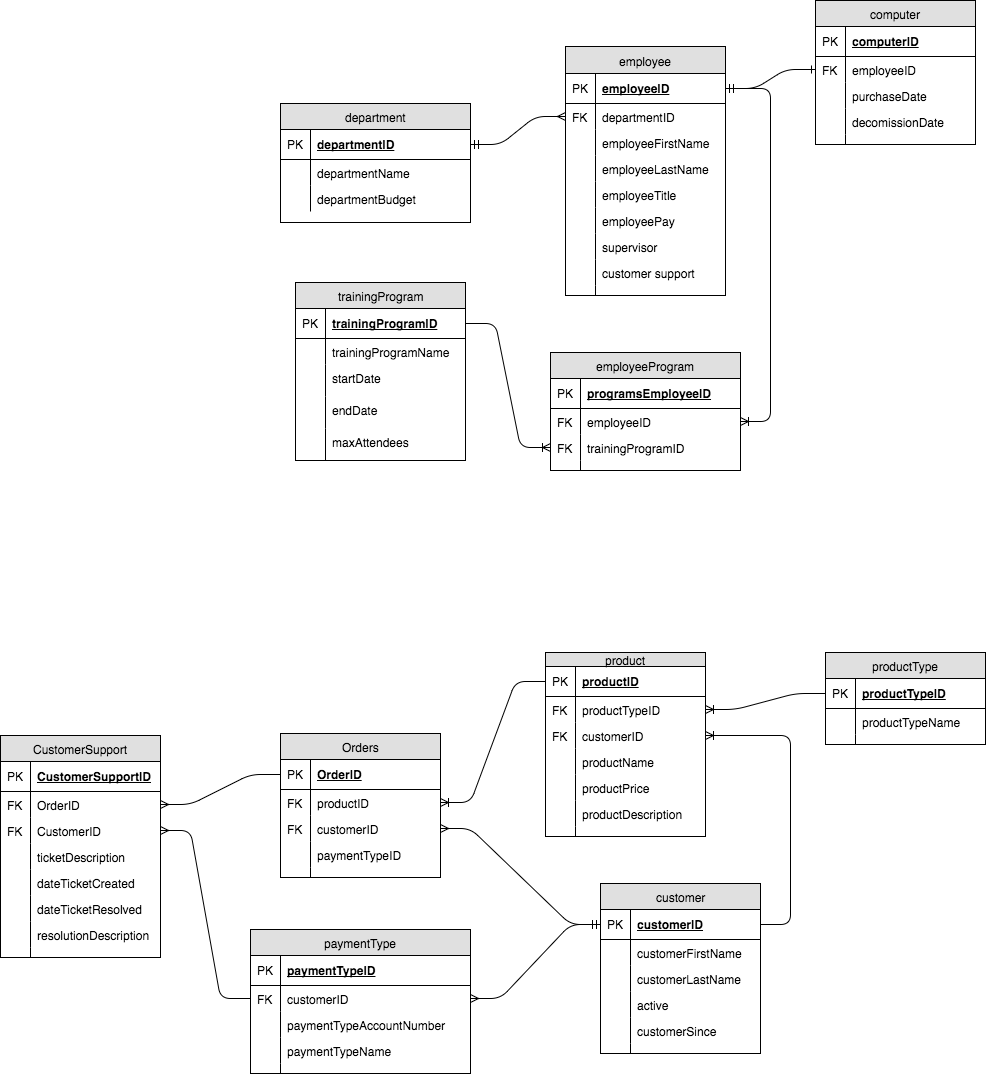 computer
PK computerID
FK employeeID
purchaseDate
decomissionDate
employee
PK employeeID
FK departmentID
employeeFirstName
employeeLastName
employeeTitle
employeePay
supervisor
customer support
department
PK departmentID
departmentName
departmentBudget
trainingProgram
PK trainingProgramID
trainingProgramName
startDate
endDate
maxAttendees
employeeProgram
PK programsEmployeeID
FK employeeID
FK trainingProgramID
product
PK productID
FK productTypeID
FK customerID
productName
productPrice
productDescription
productType
PK productTypeID
productTypeName
CustomerSupport
PK CustomerSupportID
FK OrderID
FK CustomerID
ticketDescription
dateTicketCreated
dateTicketResolved
resolutionDescription
Orders
PK OrderID
FK productID
FK customerID
paymentTypeID
customer
PK customerID
customerFirstName
customerLastName
active
customerSince
paymentType
PK paymentTypeID
FK customerID
paymentTypeAccountNumber
paymentTypeName